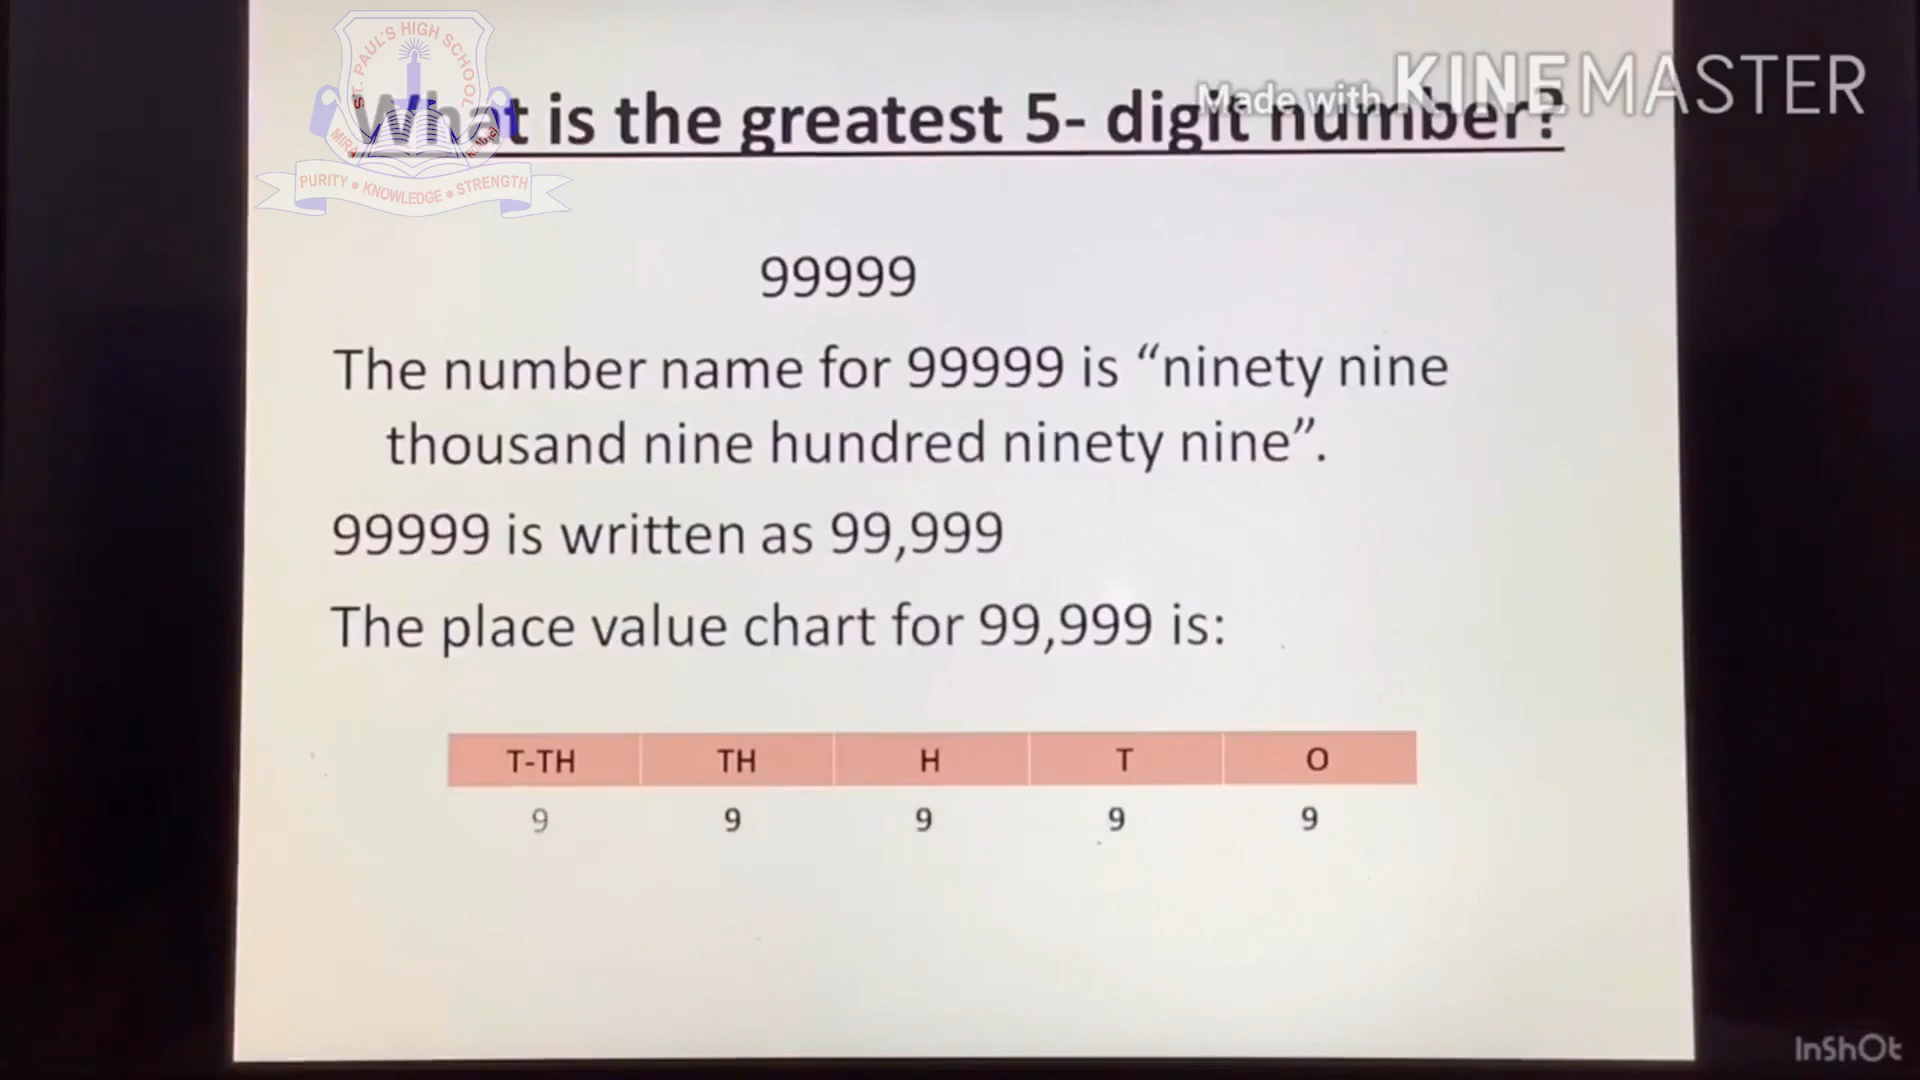 ST. PAUL'S HIGH SCHOOL
PURITY • KNOWLEDGE • STRENGTH
Made with KINEMASTER
What is the greatest 5- digit number?
99999
The number name for 99999 is “ninety nine
thousand nine hundred ninety nine”.
99999 is written as 99,999
The place value chart for 99,999 is:
T-TH TH H T O
9 9 9 9 9
InShOt